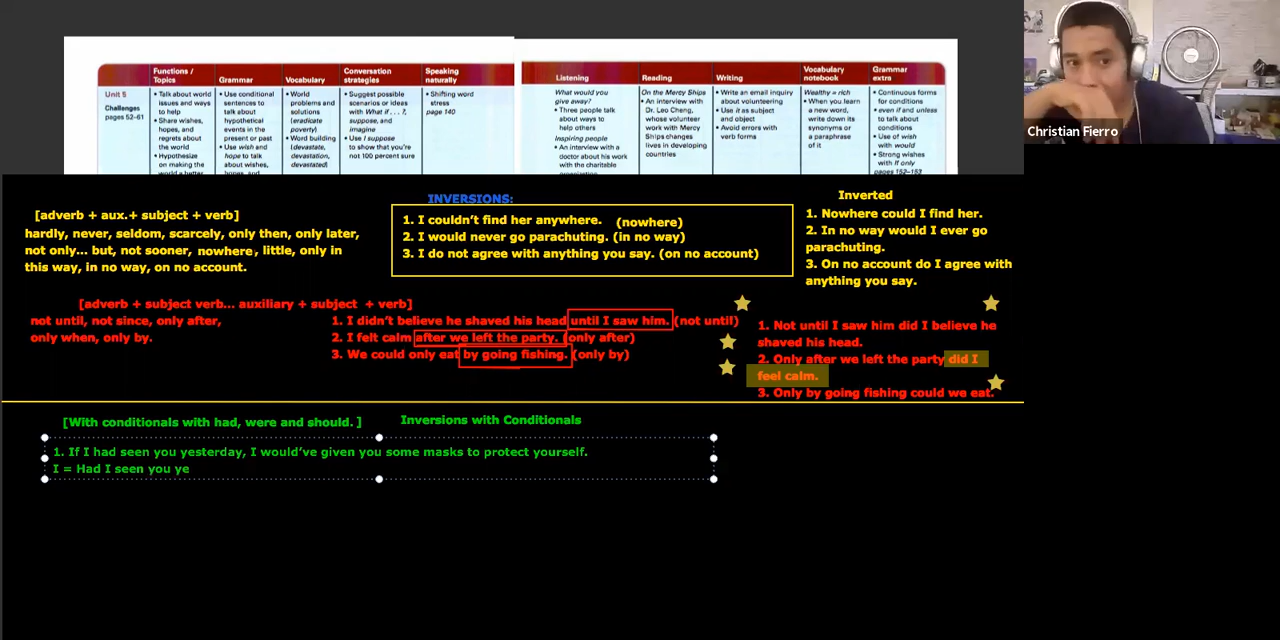 Functions / Topics
Grammar
Vocabulary
Conversation strategies
Speaking naturally
Unit 5
Challenges
pages 52–61
• Talk about world
issues and ways
to help
• Share wishes,
hopes, and
regrets about
the world
• Hypothesize
on making the
world a better
• Use conditional
sentences to
talk about
hypothetical
events in the
present or past
• Use wish and
hope to talk
about wishes,
hopes, and
• World
problems and
solutions
(eradicate
poverty)
• Word building
(devastate,
devastation,
devastated)
• Suggest possible
scenarios or ideas
with What if . . . ?,
suppose, and
imagine
• Use I suppose
to show that you're
not 100 percent sure
• Shifting word
stress
page 140
Listening
Reading
Writing
Vocabulary notebook
Grammar extra
What would you
give away?
• Three people talk
about ways to
help others
Inspiring people
• An interview with a
doctor about his work
with the charitable
organization
On the Mercy Ships
• An interview with
Dr. Leo Cheng,
whose volunteer
work with Mercy
Ships changes
lives in developing
countries
• Write an email inquiry
about volunteering
• Use it as subject
and object
• Avoid errors with
verb forms
Wealthy = rich
• When you learn
a new word,
write down its
synonyms or
a paraphrase
of it
• Continuous forms
for conditions
• even if and unless
to talk about
conditions
• Use of wish
with would
• Strong wishes
with If only
pages 152–153
Christian Fierro
[adverb + aux.+ subject + verb]
hardly, never, seldom, scarcely, only then, only later,
not only... but, not sooner, nowhere, little, only in
this way, in no way, on no account.
INVERSIONS:
1. I couldn't find her anywhere. (nowhere)
2. I would never go parachuting. (in no way)
3. I do not agree with anything you say. (on no account)
Inverted
1. Nowhere could I find her.
2. In no way would I ever go
parachuting.
3. On no account do I agree with
anything you say.
[adverb + subject verb... auxiliary + subject + verb]
not until, not since, only after,
only when, only by.
1. I didn't believe he shaved his head until I saw him. (not until)
2. I felt calm after we left the party. (only after)
3. We could only eat by going fishing. (only by)
1. Not until I saw him did I believe he
shaved his head.
2. Only after we left the party did I
feel calm.
3. Only by going fishing could we eat.
[With conditionals with had, were and should. ]
Inversions with Conditionals
1. If I had seen you yesterday, I would've given you some masks to protect yourself.
I = Had I seen you ye